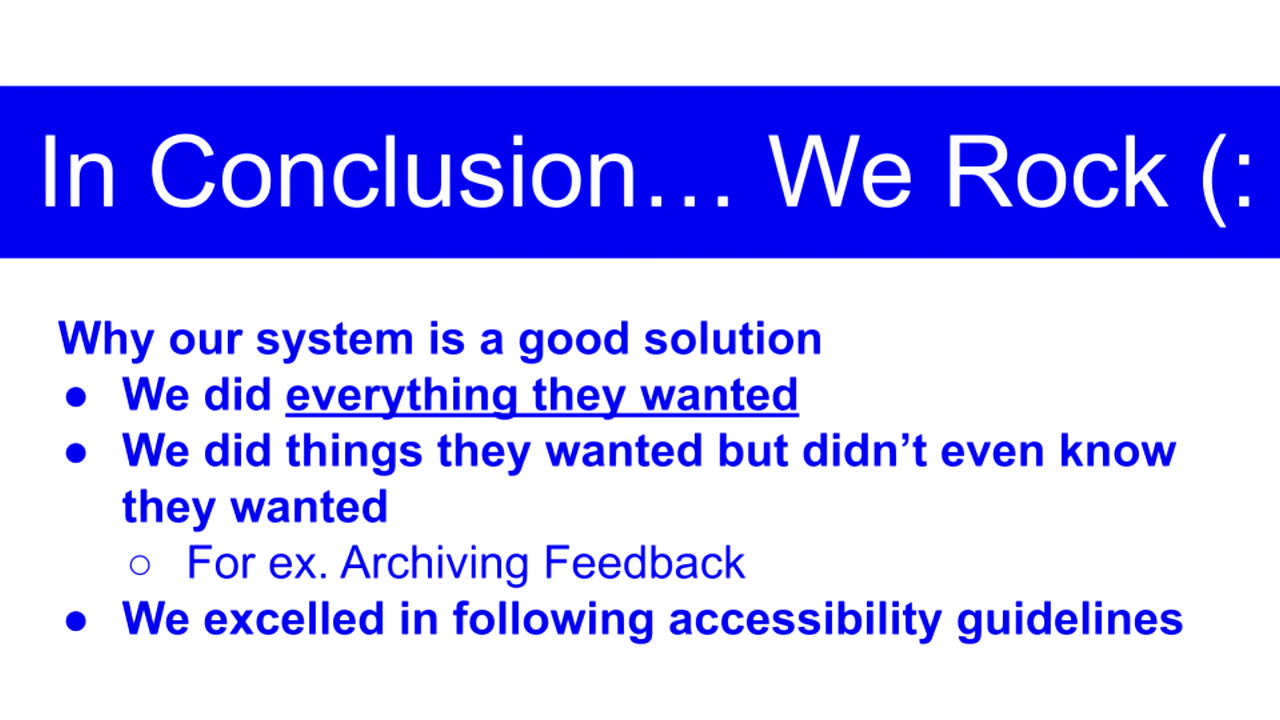 In Conclusion… We Rock (:
Why our system is a good solution
● We did everything they wanted
● We did things they wanted but didn’t even know
they wanted
○ For ex. Archiving Feedback
● We excelled in following accessibility guidelines